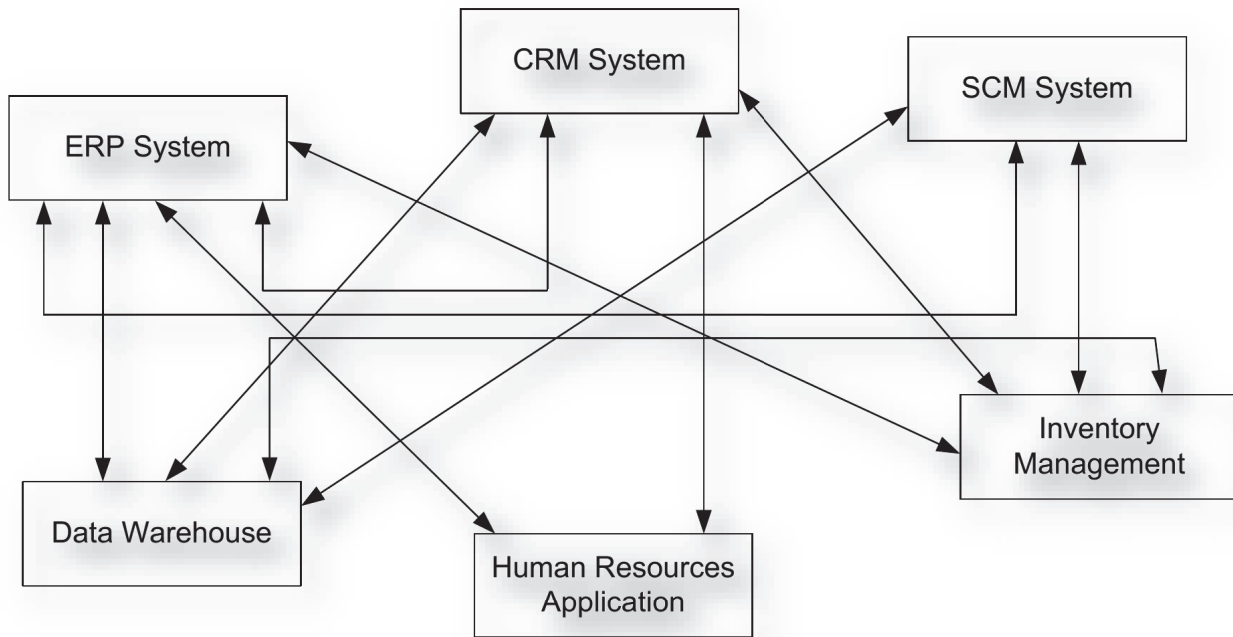 CRM System
SCM System
ERP System
Inventory
Management
Data Warehouse
Human Resources
Application